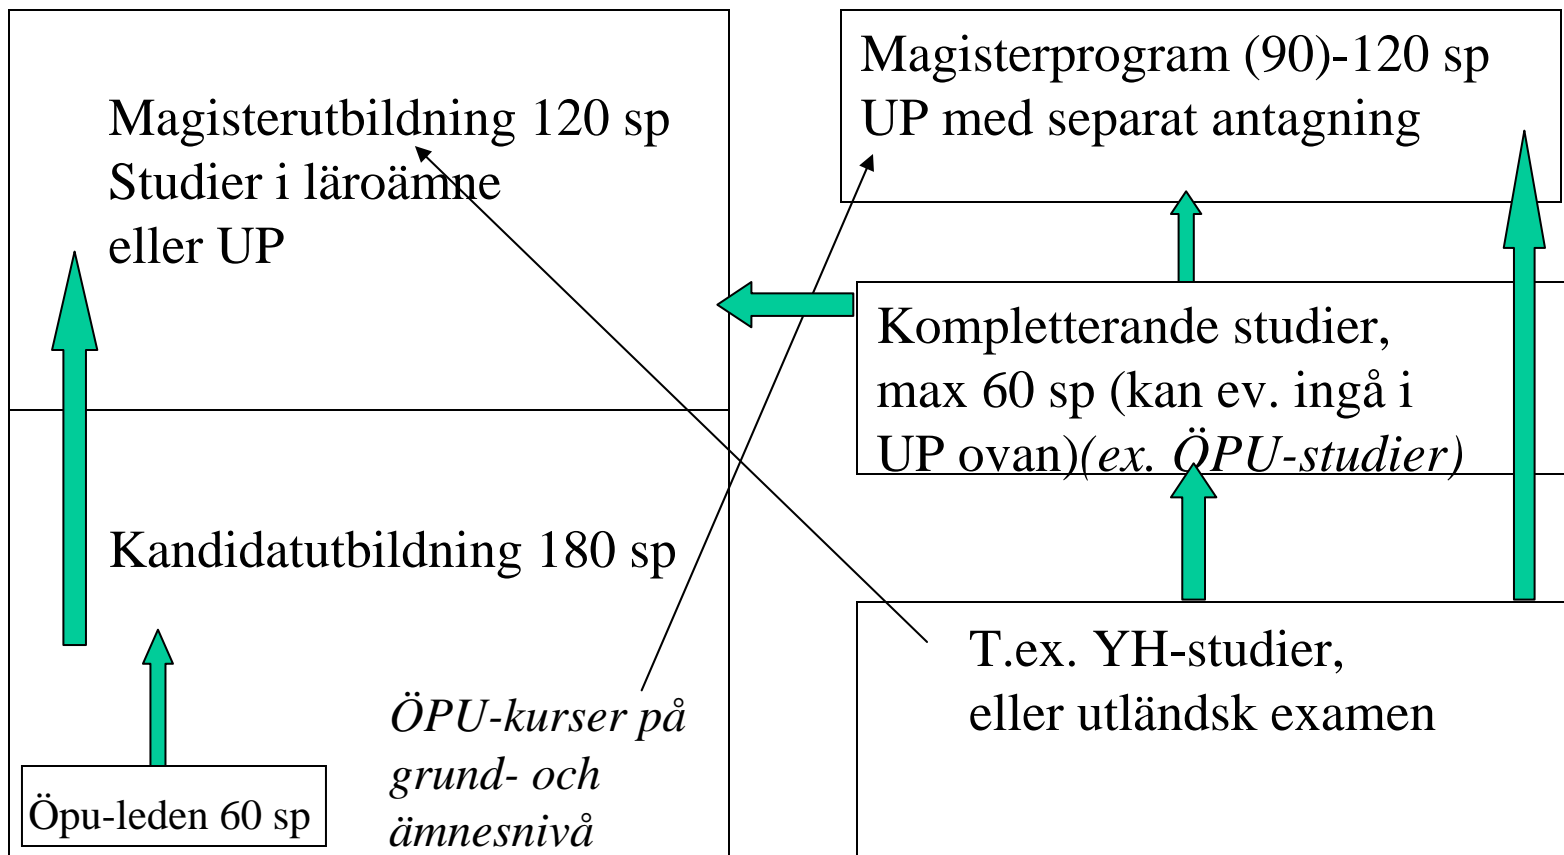 Magisterutbildning 120 sp
Studier i läroämne
eller UP
Kandidatutbildning 180 sp
Öpu-leden 60 sp
ÖPU-kurser på
grund- och
ämnesnivå
Magisterprogram (90)-120 sp
UP med separat antagning
Kompletterande studier,
max 60 sp (kan ev. ingå i
UP ovan)(ex. ÖPU-studier)
T.ex. YH-studier,
eller utländsk examen